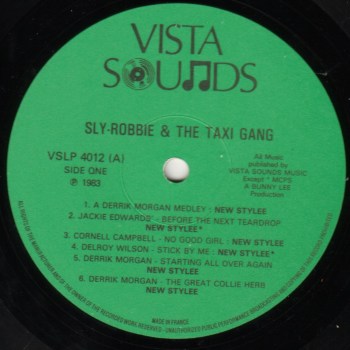 VISTA
SOUNDS
SLY-ROBBIE & THE TAXI GANG
VSLP 4012 (A)
SIDE ONE
℗ 1983
All Music
published by
VISTA SOUNDS MUSIC
Except * MCPS
A BUNNY LEE
Production
1. A DERRIK MORGAN MEDLEY : NEW STYLEE
2. JACKIE EDWARDS' - BEFORE THE NEXT TEARDROP
NEW STYLEE*
3. CORNELL CAMPBELL - NO GOOD GIRL - NEW STYLEE
4. DELROY WILSON - STICK BY ME : NEW STYLEE*
5. DERRIK MORGAN - STARTING ALL OVER AGAIN
NEW STYLEE
6. DERRIK MORGAN - THE GREAT COLLIE HERB
NEW STYLEE
MADE IN FRANCE